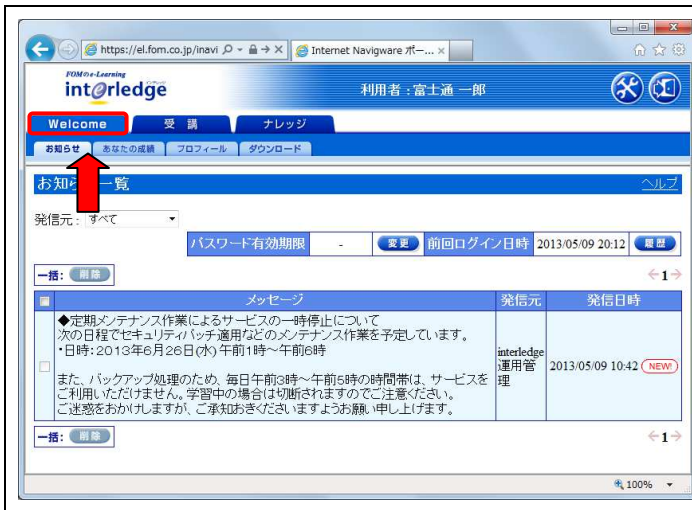 https://el.fom.co.jp/inavi
Internet Navigware ポー...
FOMのe-Learning
interledge
利用者：富士通 一郎
Welcome 受 講 ナレッジ
お知らせ あなたの成績 プロフィール ダウンロード
お知 一覧 ヘルプ
発信元： すべて
パスワード有効期限 - 変更 前回ログイン日時 2013/05/09 20:12 履歴
一括： 削除 ←1→
メッセージ 発信元 発信日時
◆定期メンテナンス作業によるサービスの一時停止について
次の日程でセキュリティパッチ適用などのメンテナンス作業を予定しています。
・日時：2013年6月26日(水) 午前1時～午前6時
interledge運用管理 2013/05/09 10:42 NEW!
また、バックアップ処理のため、毎日午前3時～午前5時の時間帯は、サービスを
ご利用いただけません。学習中の場合は切断されますのでご注意ください。
ご迷惑をおかけしますが、ご承知おきくださいますようお願い申し上げます。
一括： 削除 ←1→
100%